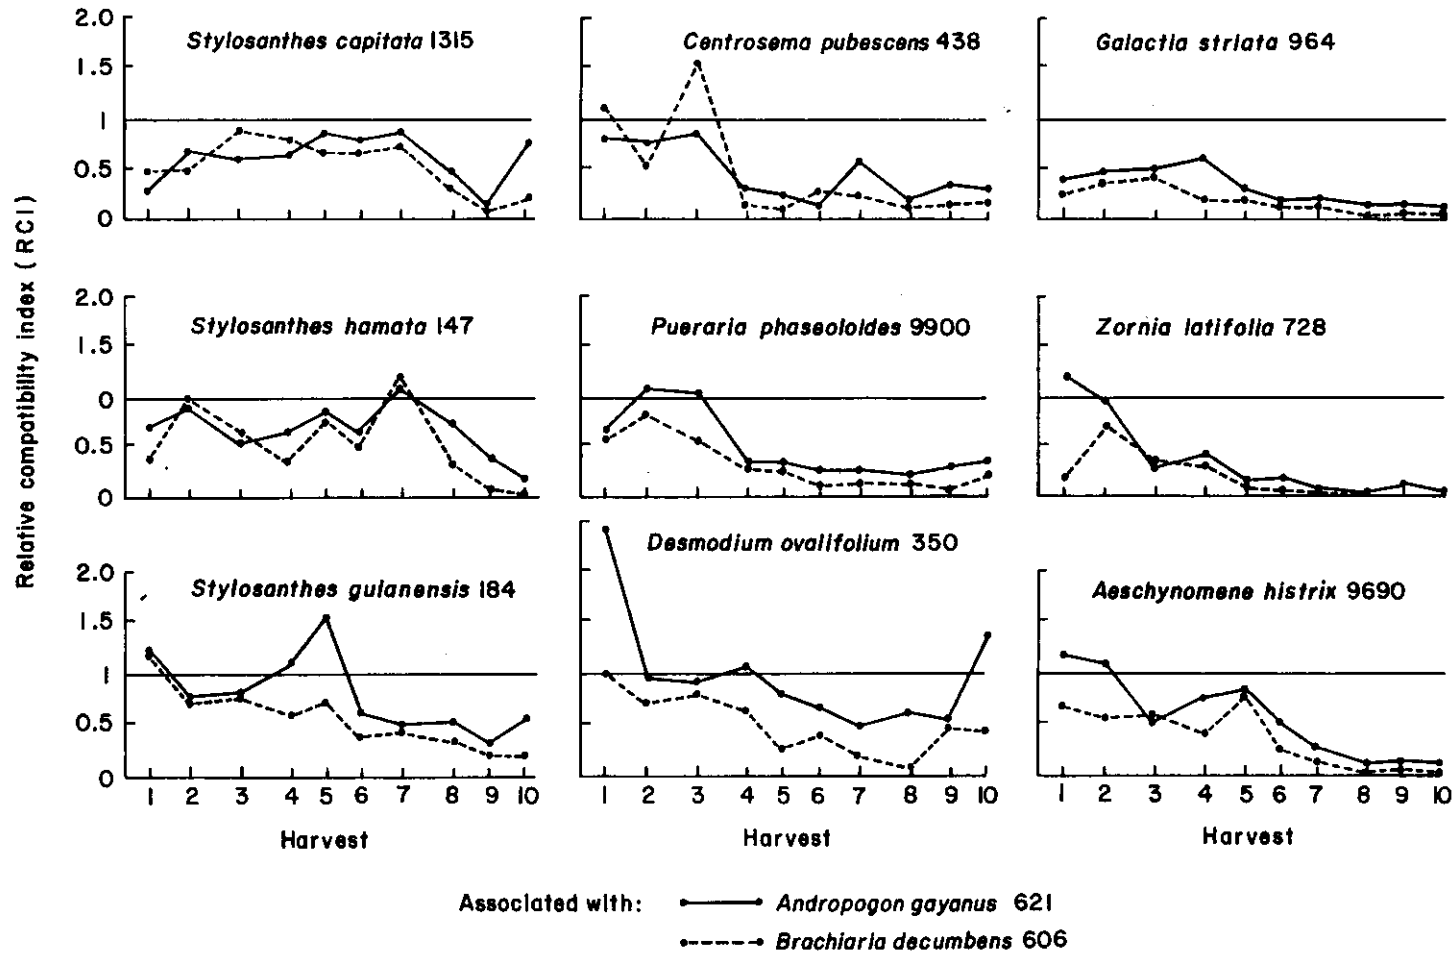 Relative compatibility index (RCI)
2.0
1.5
1
0.5
0
Stylosanthes capitata 1315
Centrosema pubescens 438
Galactia striata 964
2.0
1.5
0
0.5
0
Stylosanthes hamata 147
Pueraria phaseoloides 9900
Zornia latifolia 728
2.0
1.5
1
0.5
0
Stylosanthes guianensis 184
Desmodium ovalifolium 350
Aeschynomene histrix 9690
1 2 3 4 5 6 7 8 9 10
1 2 3 4 5 6 7 8 9 10
1 2 3 4 5 6 7 8 9 10
Harvest
Harvest
Harvest
Associated with:
Andropogon gayanus 621
Brachiaria decumbens 606